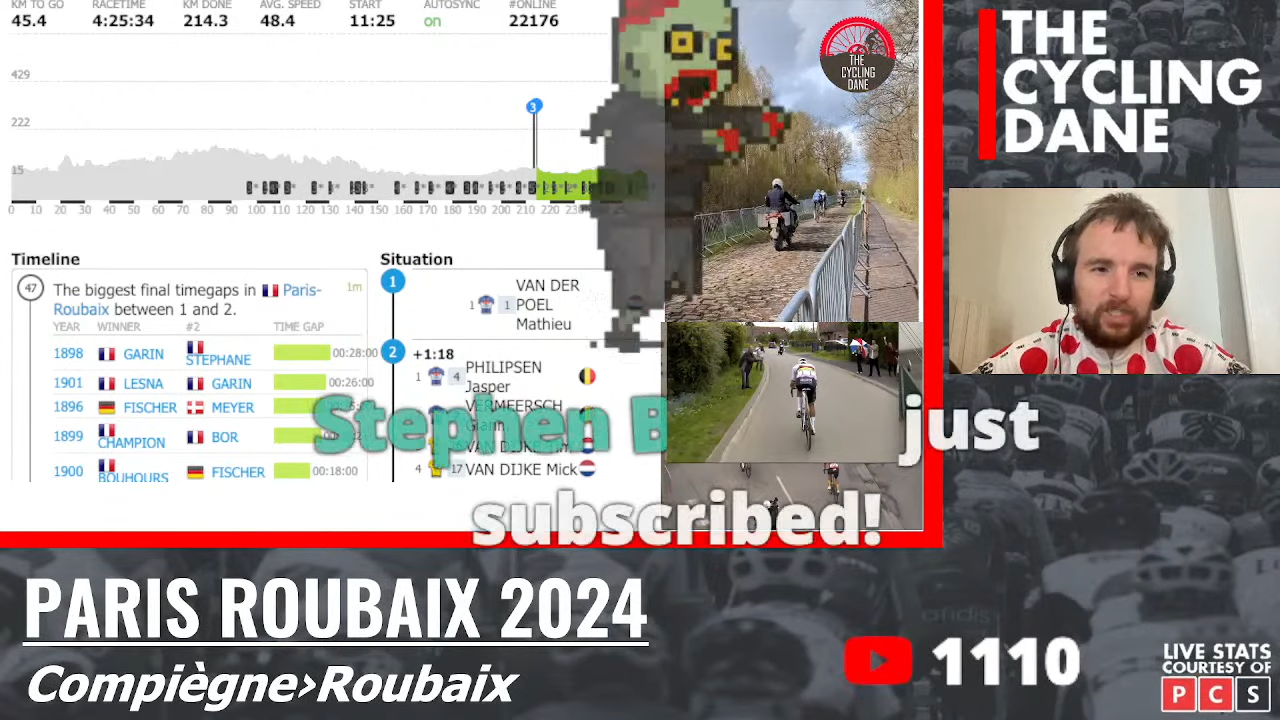 KM TO GO RACETIME KM DONE AVG. SPEED START AUTOSYNC #ONLINE
45.4 4:25:34 214.3 48.4 11:25 on 22176
429
222
15
3
0 10 20 30 40 50 60 70 80 90 100 110 120 130 140 150 160 170 180 190 200 210 220
Timeline
47 The biggest final timegaps in Paris-
Roubaix between 1 and 2.
1m
YEAR WINNER #2 TIME GAP
1898 GARIN STEPHANE 00:28:00
1901 LESNA GARIN 00:26:00
1896 FISCHER MEYER
1899 CHAMPION BOR
1900 BOUHOURS FISCHER 00:18:00
Situation
1
1 1 VAN DER
POEL
Mathieu
2 +1:18
1 4 PHILIPSEN
Jasper
VERMEERSCH
Gianni
VAN DIJKE
4 17 VAN DIJKE Mick
Stephen B just
subscribed!
THE
CYCLING
DANE
THE
CYCLING
DANE
PARIS ROUBAIX 2024
Compiègne›Roubaix
1110
LIVE STATS
COURTESY OF
P C S